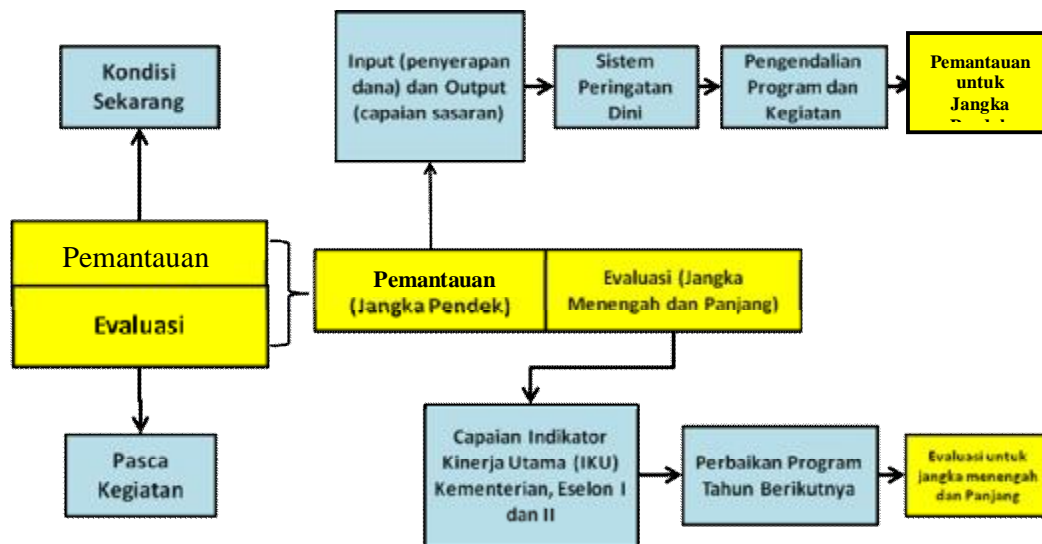 Kondisi
Sekarang
Input (penyerapan
dana) dan Output
(capaian sasaran)
Sistem
Peringatan
Dini
Pengendalian
Program dan
Kegiatan
Pemantauan
untuk
Jangka
Pemantauan
Evaluasi
Pemantauan
(Jangka Pendek)
Evaluasi (Jangka
Menengah dan Panjang)
Pasca
Kegiatan
Capaian Indikator
Kinerja Utama (IKU)
Kementerian, Eselon I
dan II
Perbaikan Program
Tahun Berikutnya
Evaluasi untuk
jangka menengah
dan Panjang